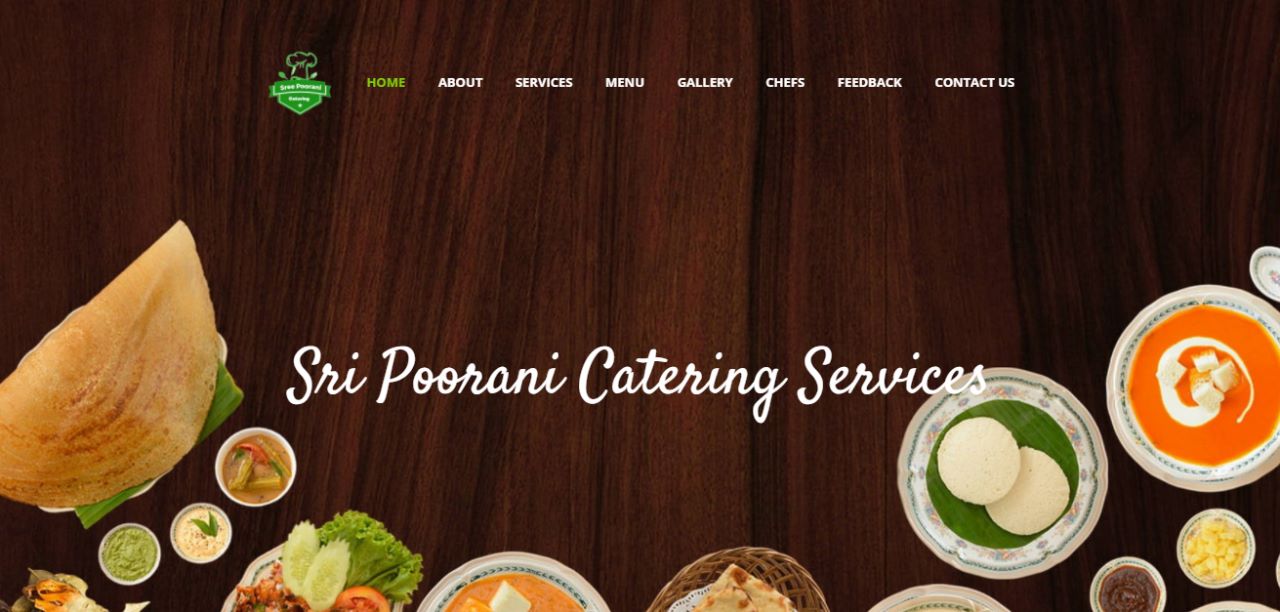 Sree Poorani
Catering
HOME ABOUT SERVICES MENU GALLERY CHEFS FEEDBACK CONTACT US
Sri Poorani Catering Services